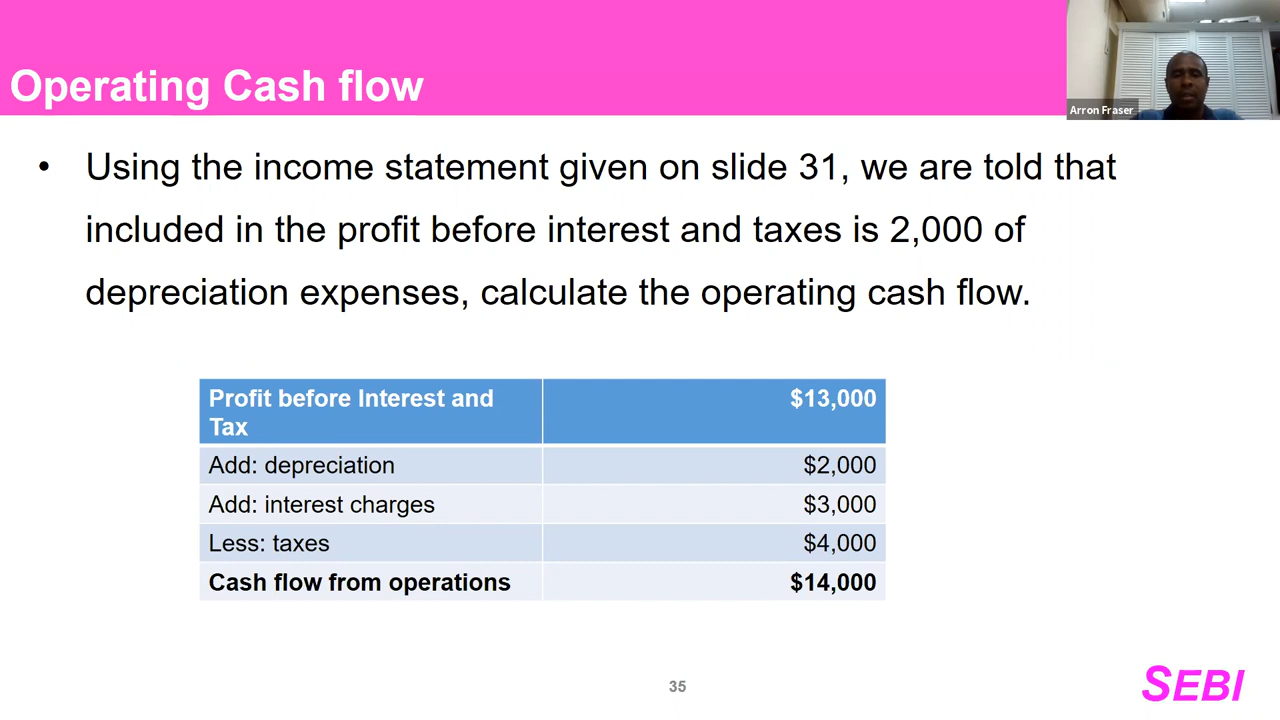 Operating Cash flow
Arron Fraser
• Using the income statement given on slide 31, we are told that
included in the profit before interest and taxes is 2,000 of
depreciation expenses, calculate the operating cash flow.
Profit before Interest and $13,000
Tax
Add: depreciation $2,000
Add: interest charges $3,000
Less: taxes $4,000
Cash flow from operations $14,000
35
SEBI